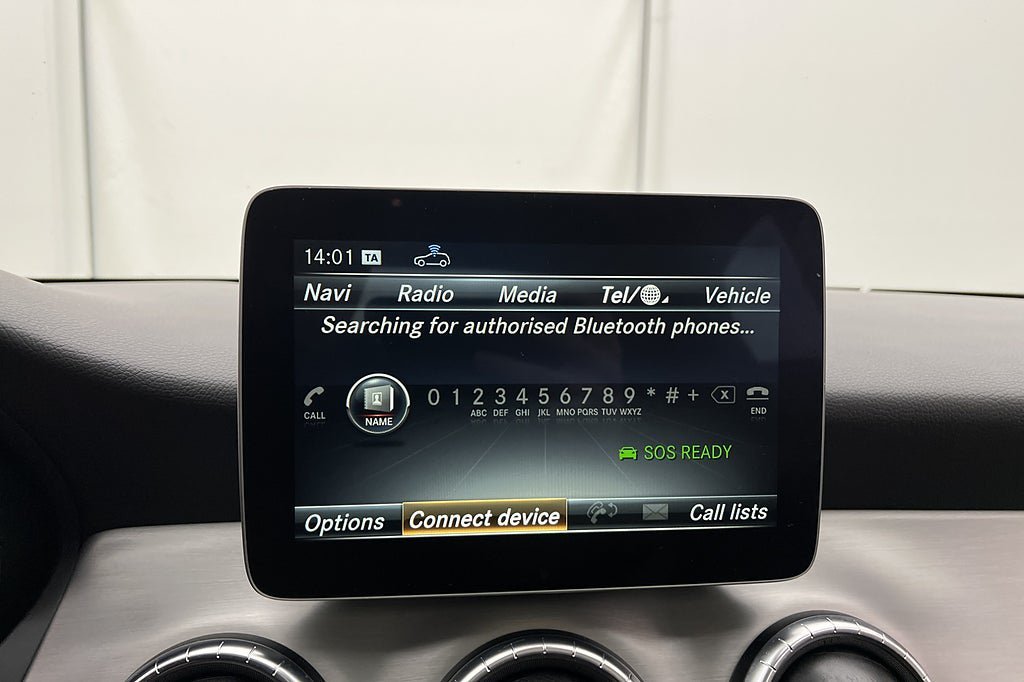 14:01 TA
Navi Radio Media Tel/ Vehicle
Searching for authorised Bluetooth phones...
CALL NAME 0 1 2 3 4 5 6 7 8 9 * # + X END
ABC DEF GHI JKL MNO PQRS TUV WXYZ
SOS READY
Options Connect device Call lists